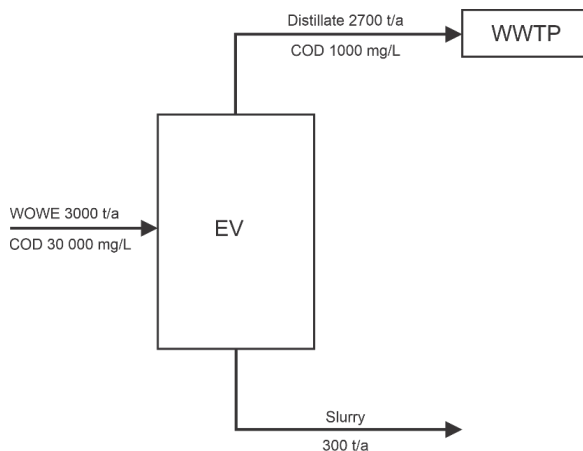 Distillate 2700 t/a
COD 1000 mg/L
WWTP
WOWE 3000 t/a
COD 30 000 mg/L
EV
Slurry
300 t/a